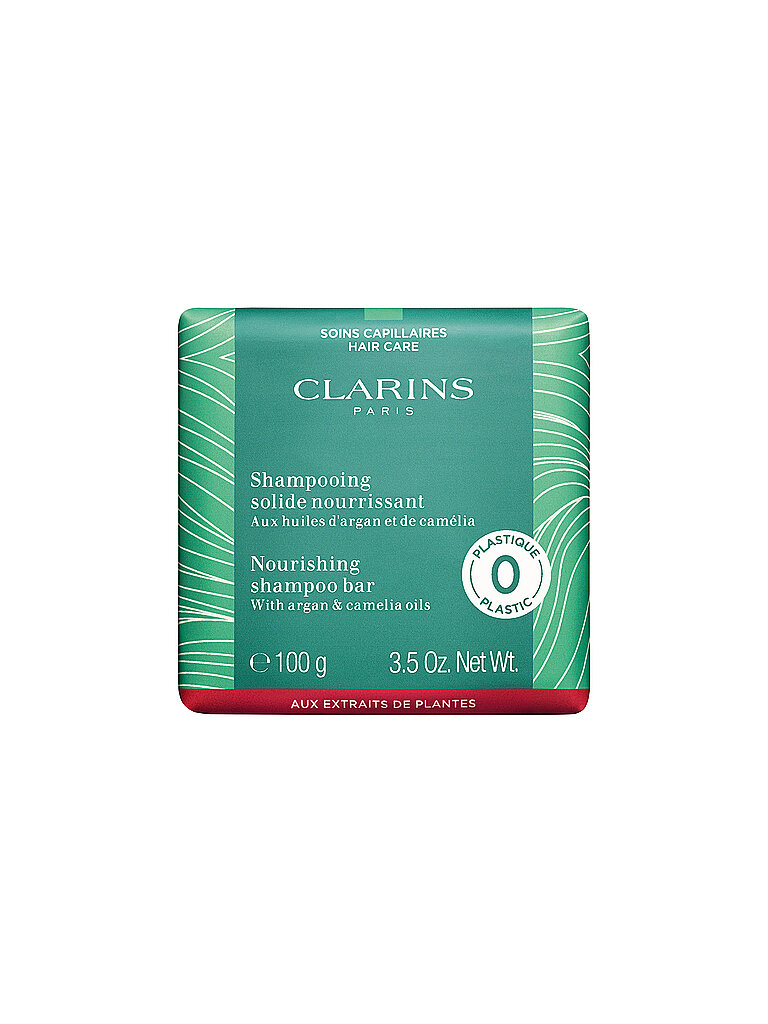 SOINS CAPILLAIRES
HAIR CARE
CLARINS
PARIS
Shampooing
solide nourrissant
Aux huiles d'argan et de camélia
Nourishing
shampoo bar
With argan & camelia oils
PLASTIQUE
0
PLASTIC
℮ 100 g 3.5 Oz. Net Wt.
AUX EXTRAITS DE PLANTES